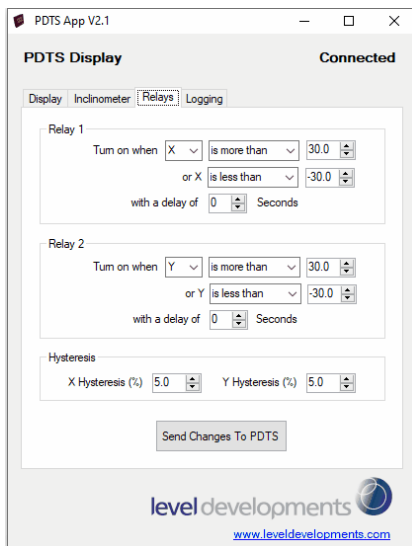 PDTS App V2.1
PDTS Display Connected
Display Inclinometer Relays Logging
Relay 1
Turn on when X is more than 30.0
or X is less than -30.0
with a delay of 0 Seconds
Relay 2
Turn on when Y is more than 30.0
or Y is less than -30.0
with a delay of 0 Seconds
Hysteresis
X Hysteresis (%) 5.0 Y Hysteresis (%) 5.0
Send Changes To PDTS
level developments
www.leveldevelopments.com